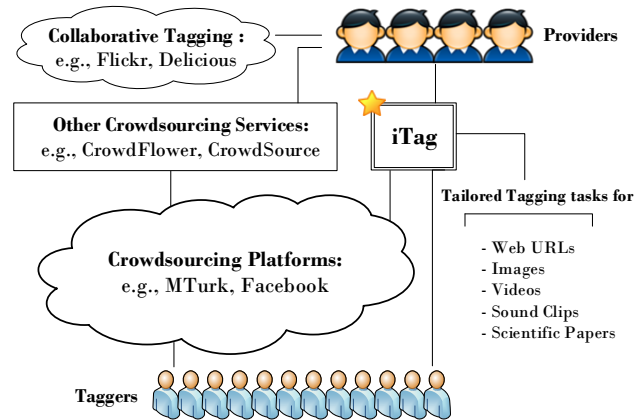 Collaborative Tagging :
e.g., Flickr, Delicious
Providers
Other Crowdsourcing Services:
e.g., CrowdFlower, CrowdSource
iTag
Tailored Tagging tasks for
- Web URLs
- Images
- Videos
- Sound Clips
- Scientific Papers
Crowdsourcing Platforms:
e.g., MTurk, Facebook
Taggers